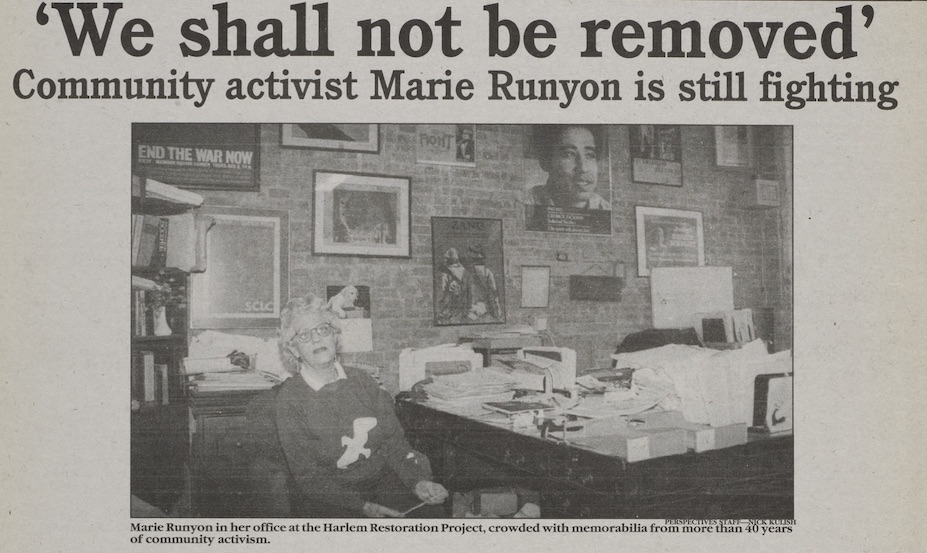 ‘We shall not be removed’
Community activist Marie Runyon is still fighting
END THE WAR NOW
SCLC
GEORGE JACKSON
PERSPECTIVES STAFF—NICK KULISH
Marie Runyon in her office at the Harlem Restoration Project, crowded with memorabilia from more than 40 years
of community activism.